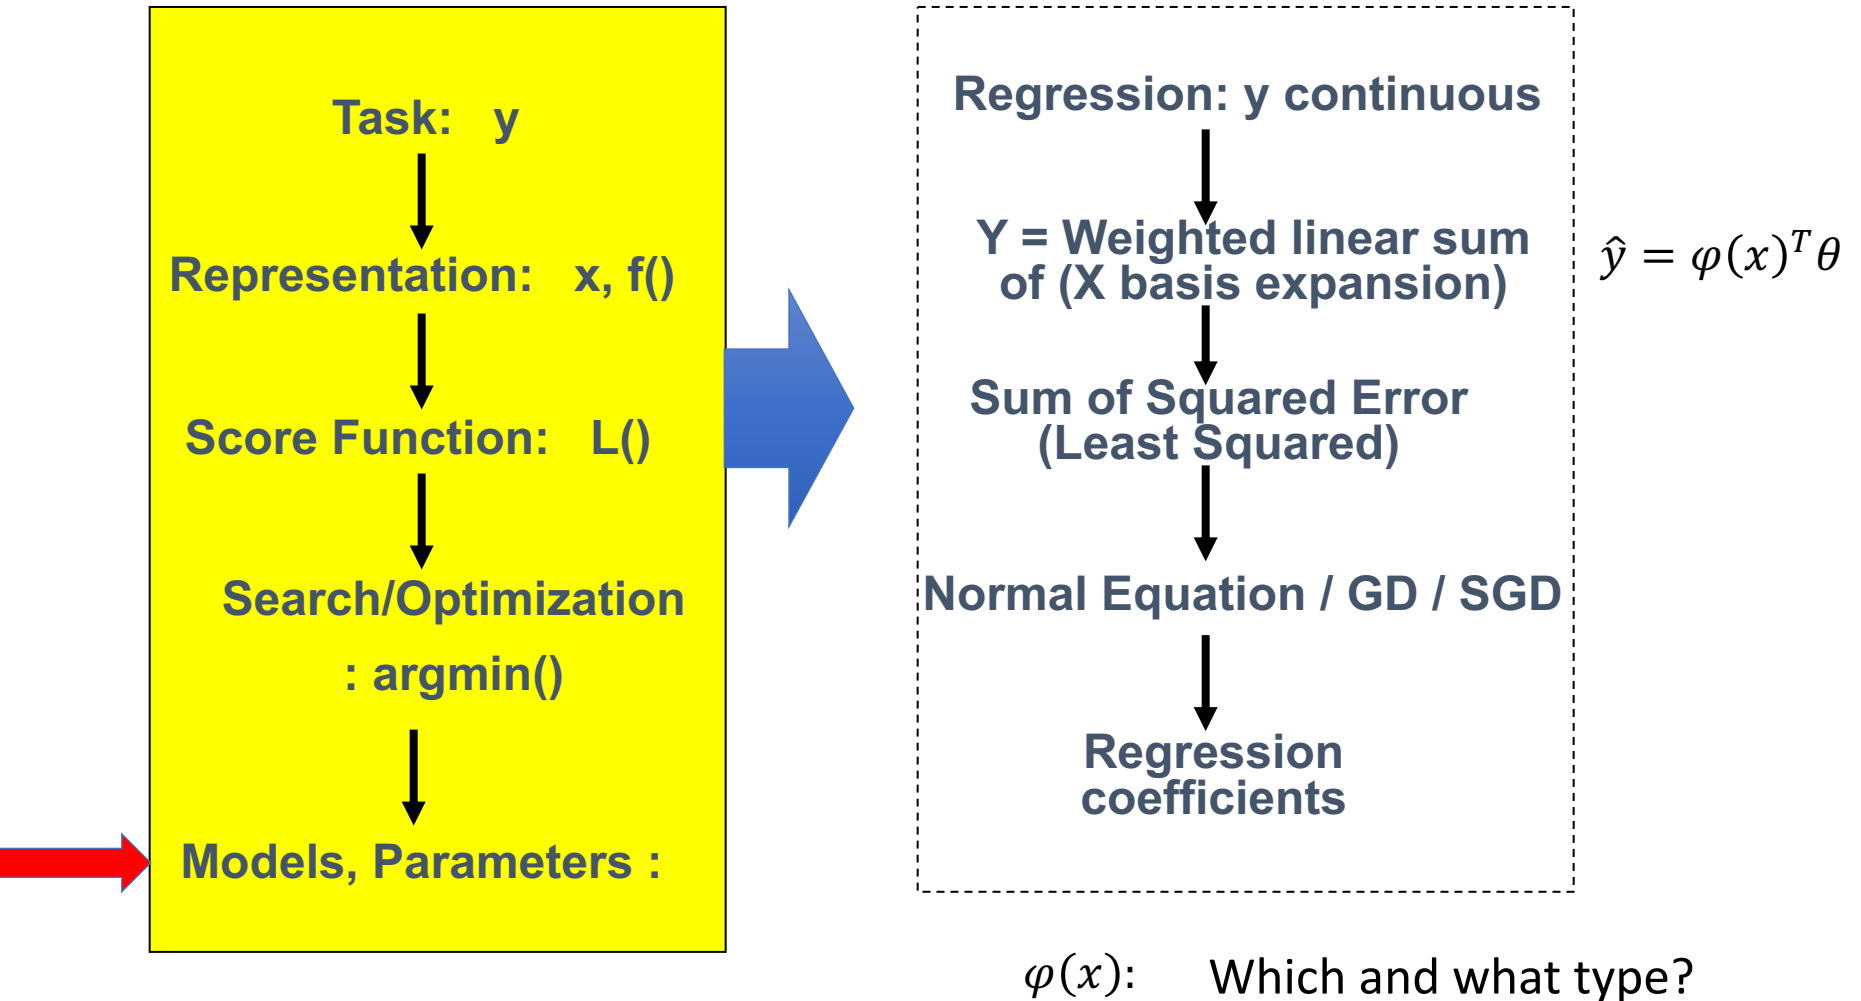 Task: y
Representation: x, f()
Score Function: L()
Search/Optimization
: argmin()
Models, Parameters :
Regression: y continuous
Y = Weighted linear sum
of (X basis expansion)
ŷ = φ(x)ᵀθ
Sum of Squared Error
(Least Squared)
Normal Equation / GD / SGD
Regression
coefficients
φ(x): Which and what type?